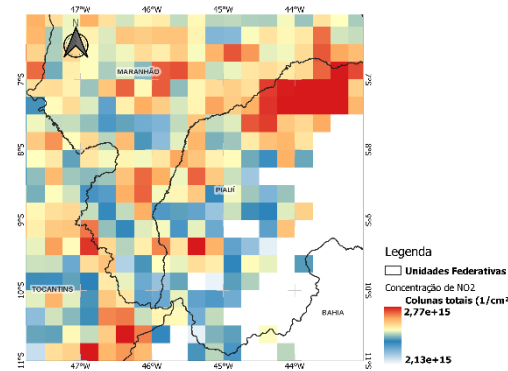 47°W 46°W 45°W 44°W
N
MARANHÃO
7°S 7°S
8°S 8°S
PIAUÍ
9°S 9°S
TOCANTINS
10°S 10°S
BAHIA
11°S 11°S
47°W 46°W 45°W 44°W
Legenda
Unidades Federativas
Concentração de NO2
Colunas totais (1/cm²
2,77e+15
2,13e+15